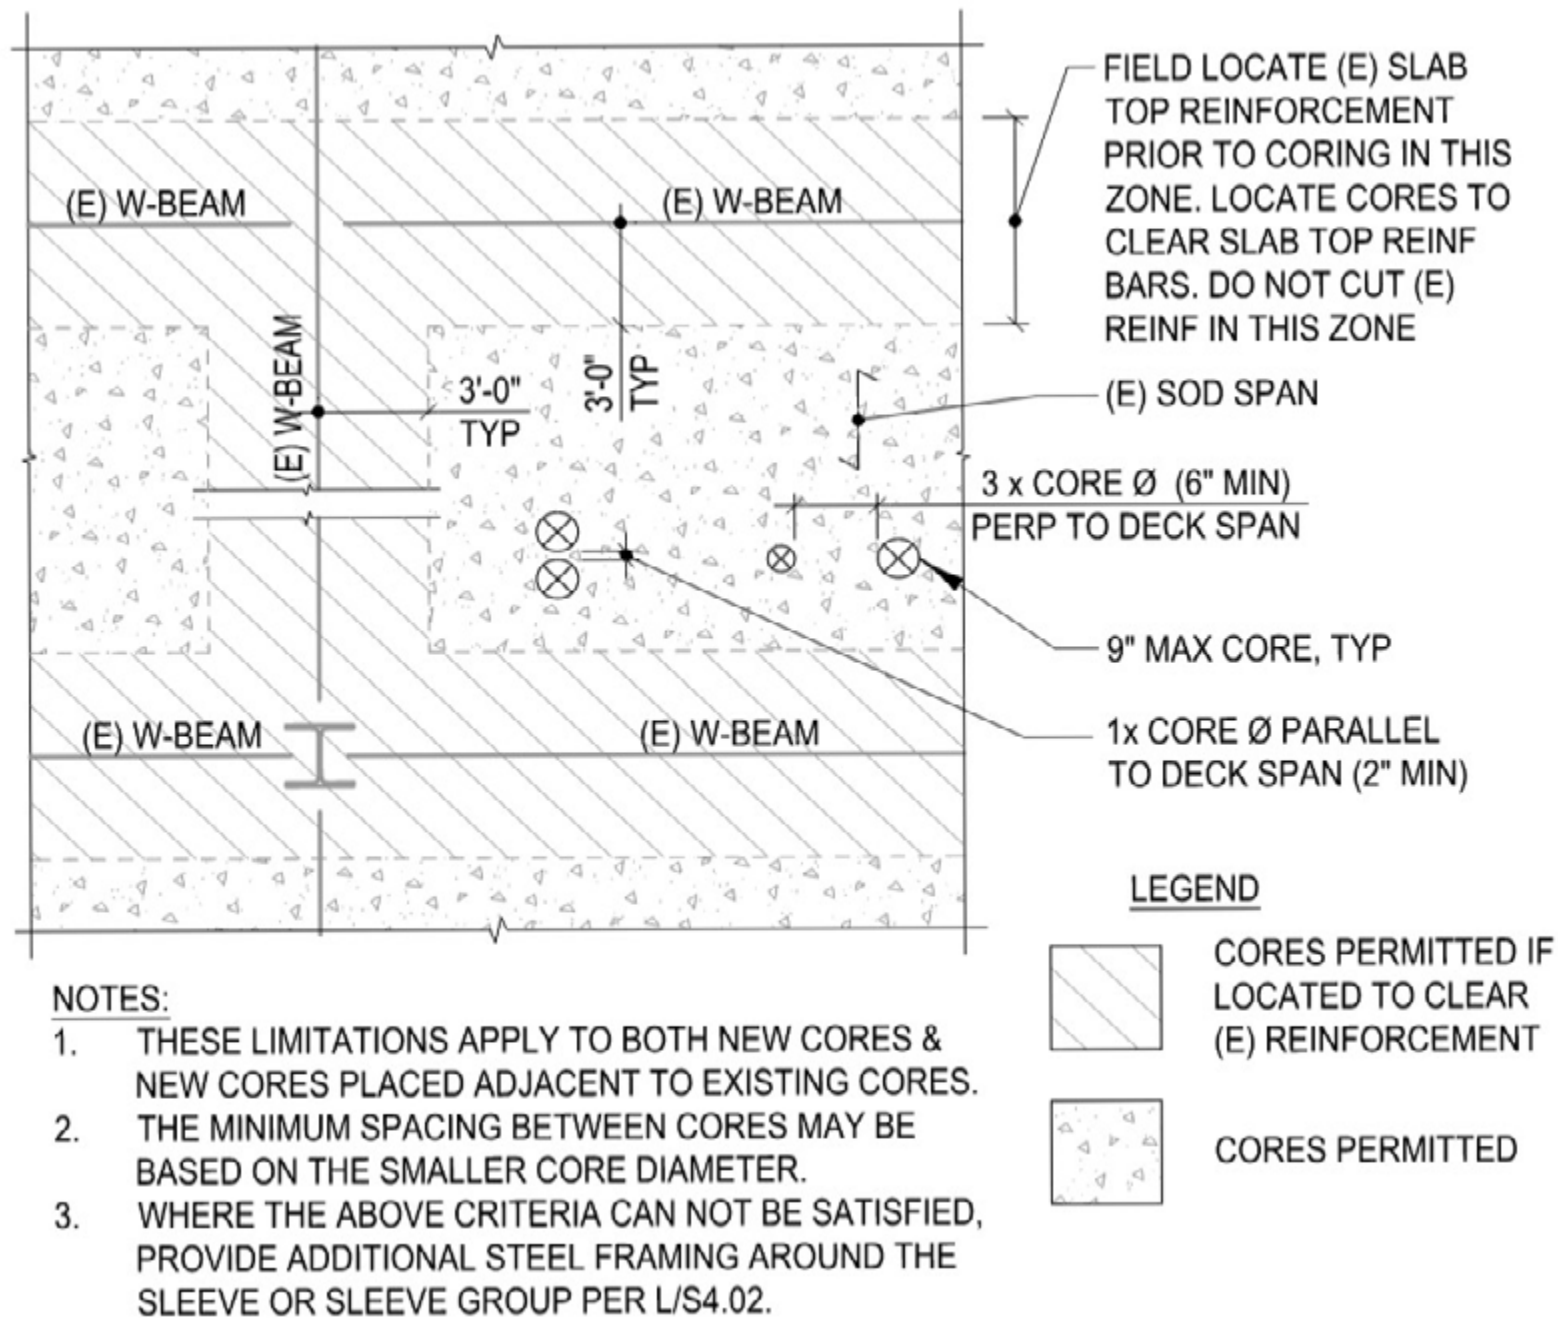 FIELD LOCATE (E) SLAB
TOP REINFORCEMENT
PRIOR TO CORING IN THIS
ZONE. LOCATE CORES TO
CLEAR SLAB TOP REINF
BARS. DO NOT CUT (E)
REINF IN THIS ZONE
(E) W-BEAM
(E) W-BEAM
(E) W-BEAM
3'-0"
TYP
3'-0"
TYP
(E) SOD SPAN
3 x CORE Ø (6" MIN)
PERP TO DECK SPAN
9" MAX CORE, TYP
1x CORE Ø PARALLEL
TO DECK SPAN (2" MIN)
(E) W-BEAM
(E) W-BEAM
LEGEND
CORES PERMITTED IF
LOCATED TO CLEAR
(E) REINFORCEMENT
CORES PERMITTED
NOTES:
1. THESE LIMITATIONS APPLY TO BOTH NEW CORES &
NEW CORES PLACED ADJACENT TO EXISTING CORES.
2. THE MINIMUM SPACING BETWEEN CORES MAY BE
BASED ON THE SMALLER CORE DIAMETER.
3. WHERE THE ABOVE CRITERIA CAN NOT BE SATISFIED,
PROVIDE ADDITIONAL STEEL FRAMING AROUND THE
SLEEVE OR SLEEVE GROUP PER L/S4.02.